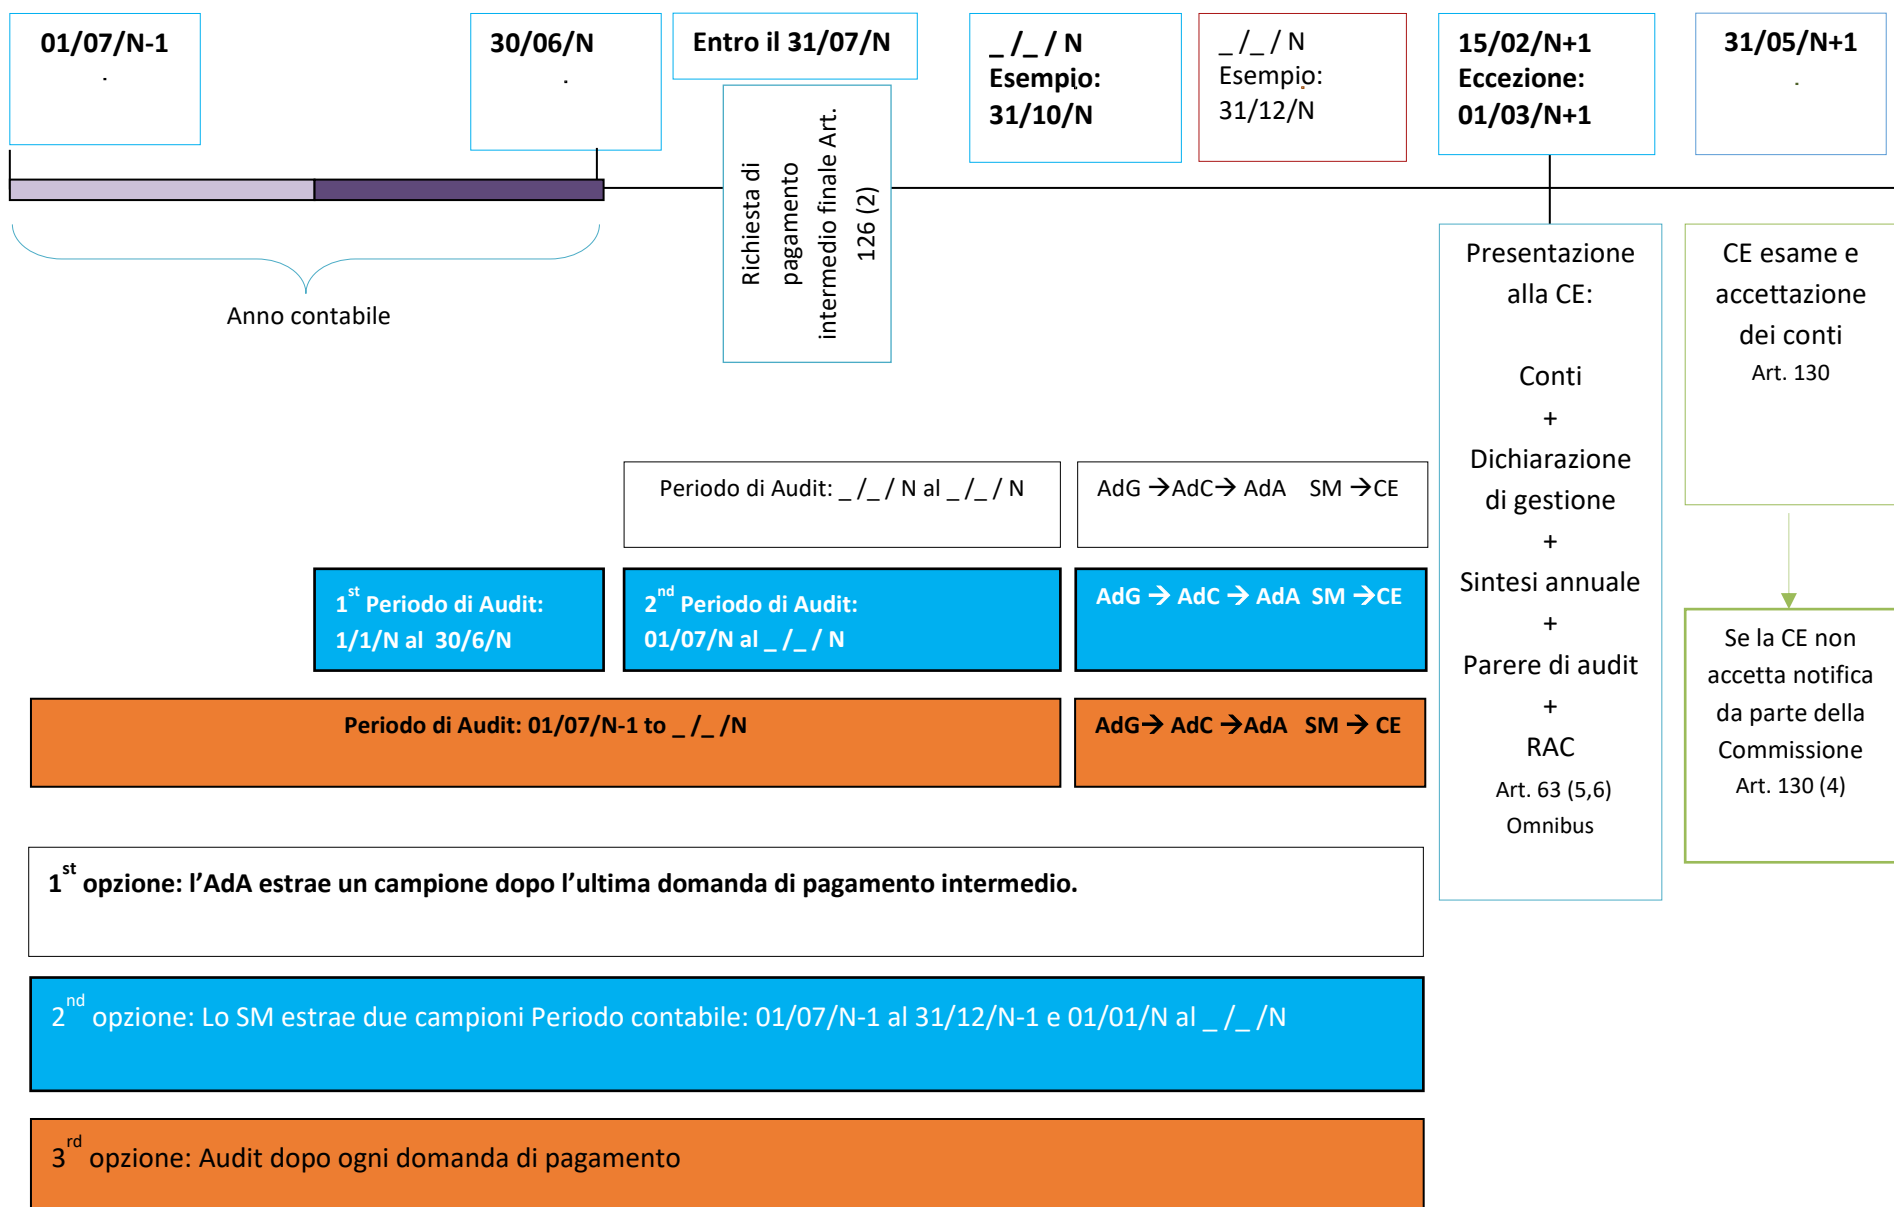 01/07/N-1
.
30/06/N
.
Entro il 31/07/N
_ /_ / N
Esempio:
31/10/N
_ /_ / N
Esempio:
31/12/N
15/02/N+1
Eccezione:
01/03/N+1
31/05/N+1
.
Richiesta di
pagamento
intermedio finale Art.
126 (2)
Anno contabile
Presentazione
alla CE:
Conti
+
Dichiarazione
di gestione
+
Sintesi annuale
+
Parere di audit
+
RAC
Art. 63 (5,6)
Omnibus
CE esame e
accettazione
dei conti
Art. 130
Se la CE non
accetta notifica
da parte della
Commissione
Art. 130 (4)
Periodo di Audit: _ /_ / N al _ /_ / N
AdG →AdC→ AdA SM →CE
1st Periodo di Audit:
1/1/N al 30/6/N
2nd Periodo di Audit:
01/07/N al _ /_ / N
AdG → AdC → AdA SM →CE
Periodo di Audit: 01/07/N-1 to _ /_ /N
AdG→ AdC →AdA SM → CE
1st opzione: l’AdA estrae un campione dopo l’ultima domanda di pagamento intermedio.
2nd opzione: Lo SM estrae due campioni Periodo contabile: 01/07/N-1 al 31/12/N-1 e 01/01/N al _ /_ /N
3rd opzione: Audit dopo ogni domanda di pagamento